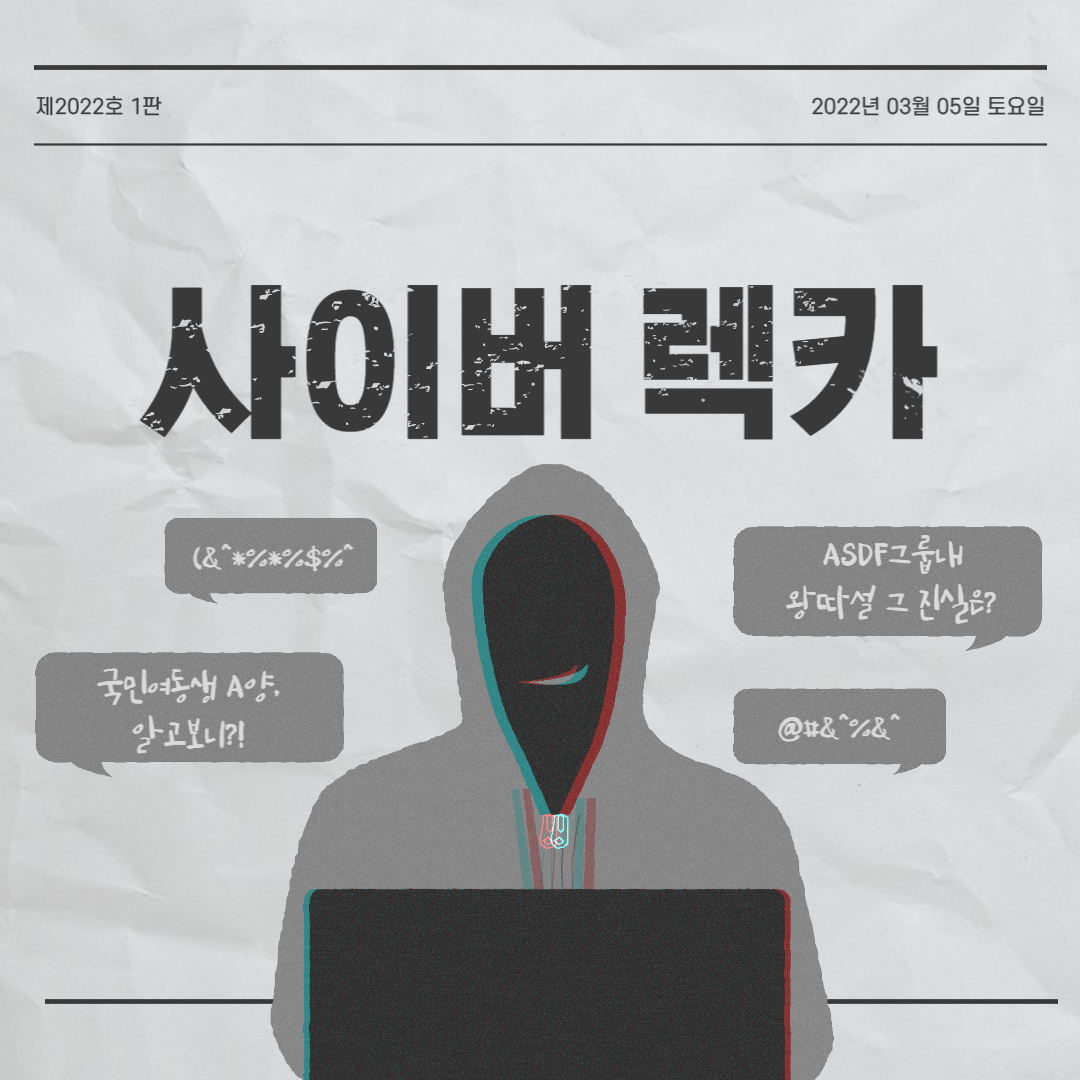 제2022호 1판
2022년 03월 05일 토요일
사이버 렉카
(&^*%*%$%^
ASDF그룹내
왕따설 그 진실은?
국민여동생 A양,
알고보니?!
@#&^%&^